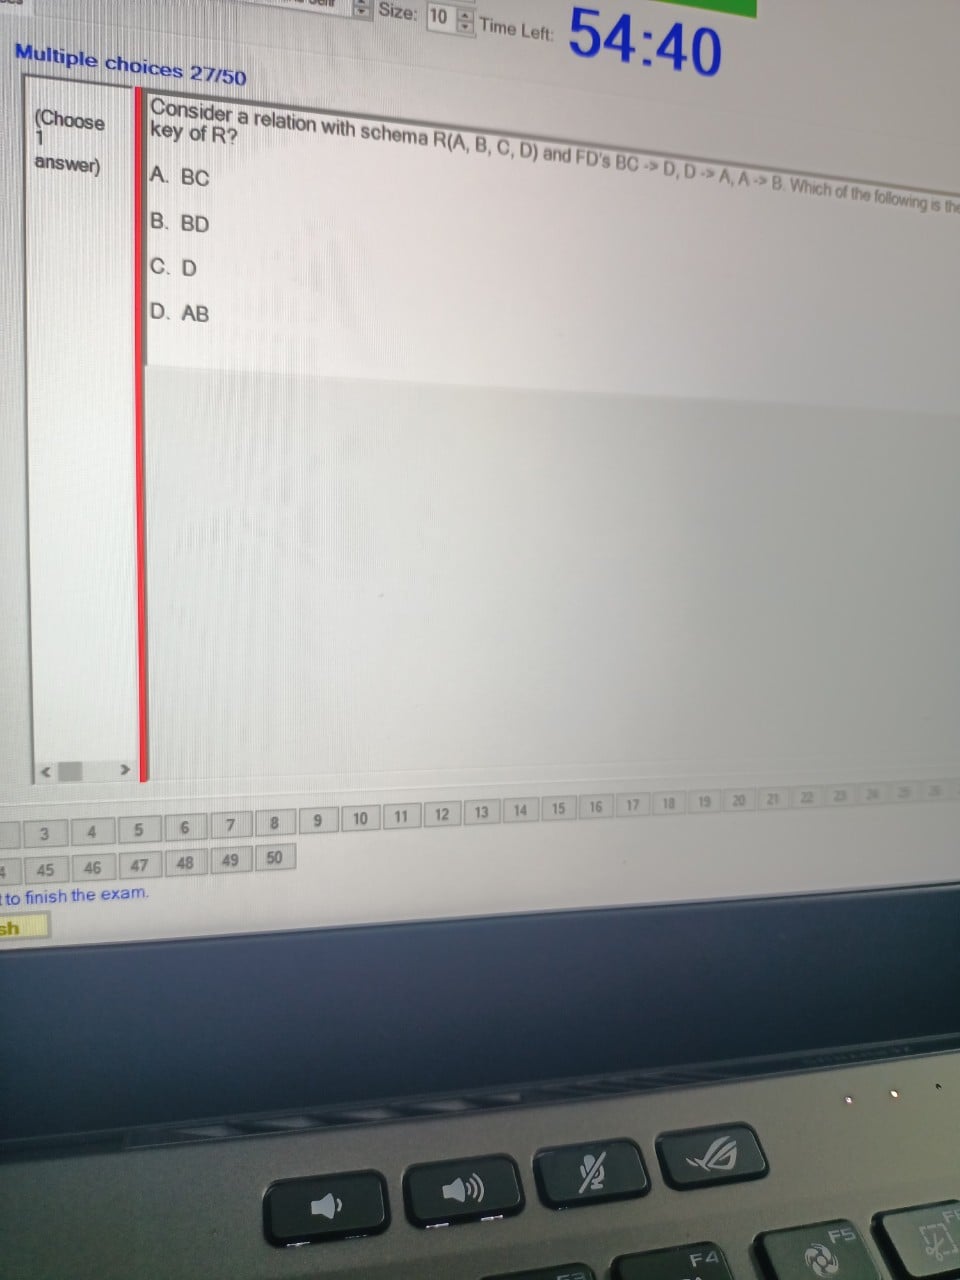 Size: 10 Time Left: 54:40
Multiple choices 27/50
(Choose
1
answer)
Consider a relation with schema R(A, B, C, D) and FD's BC -> D, D -> A, A -> B. Which of the following is the
key of R?
A. BC
B. BD
C. D
D. AB
3 4 5 6 7 8 9 10 11 12 13 14 15 16 17 18 19 20 21 22 23 24 25 26
45 46 47 48 49 50
to finish the exam.
sh
F4 F5